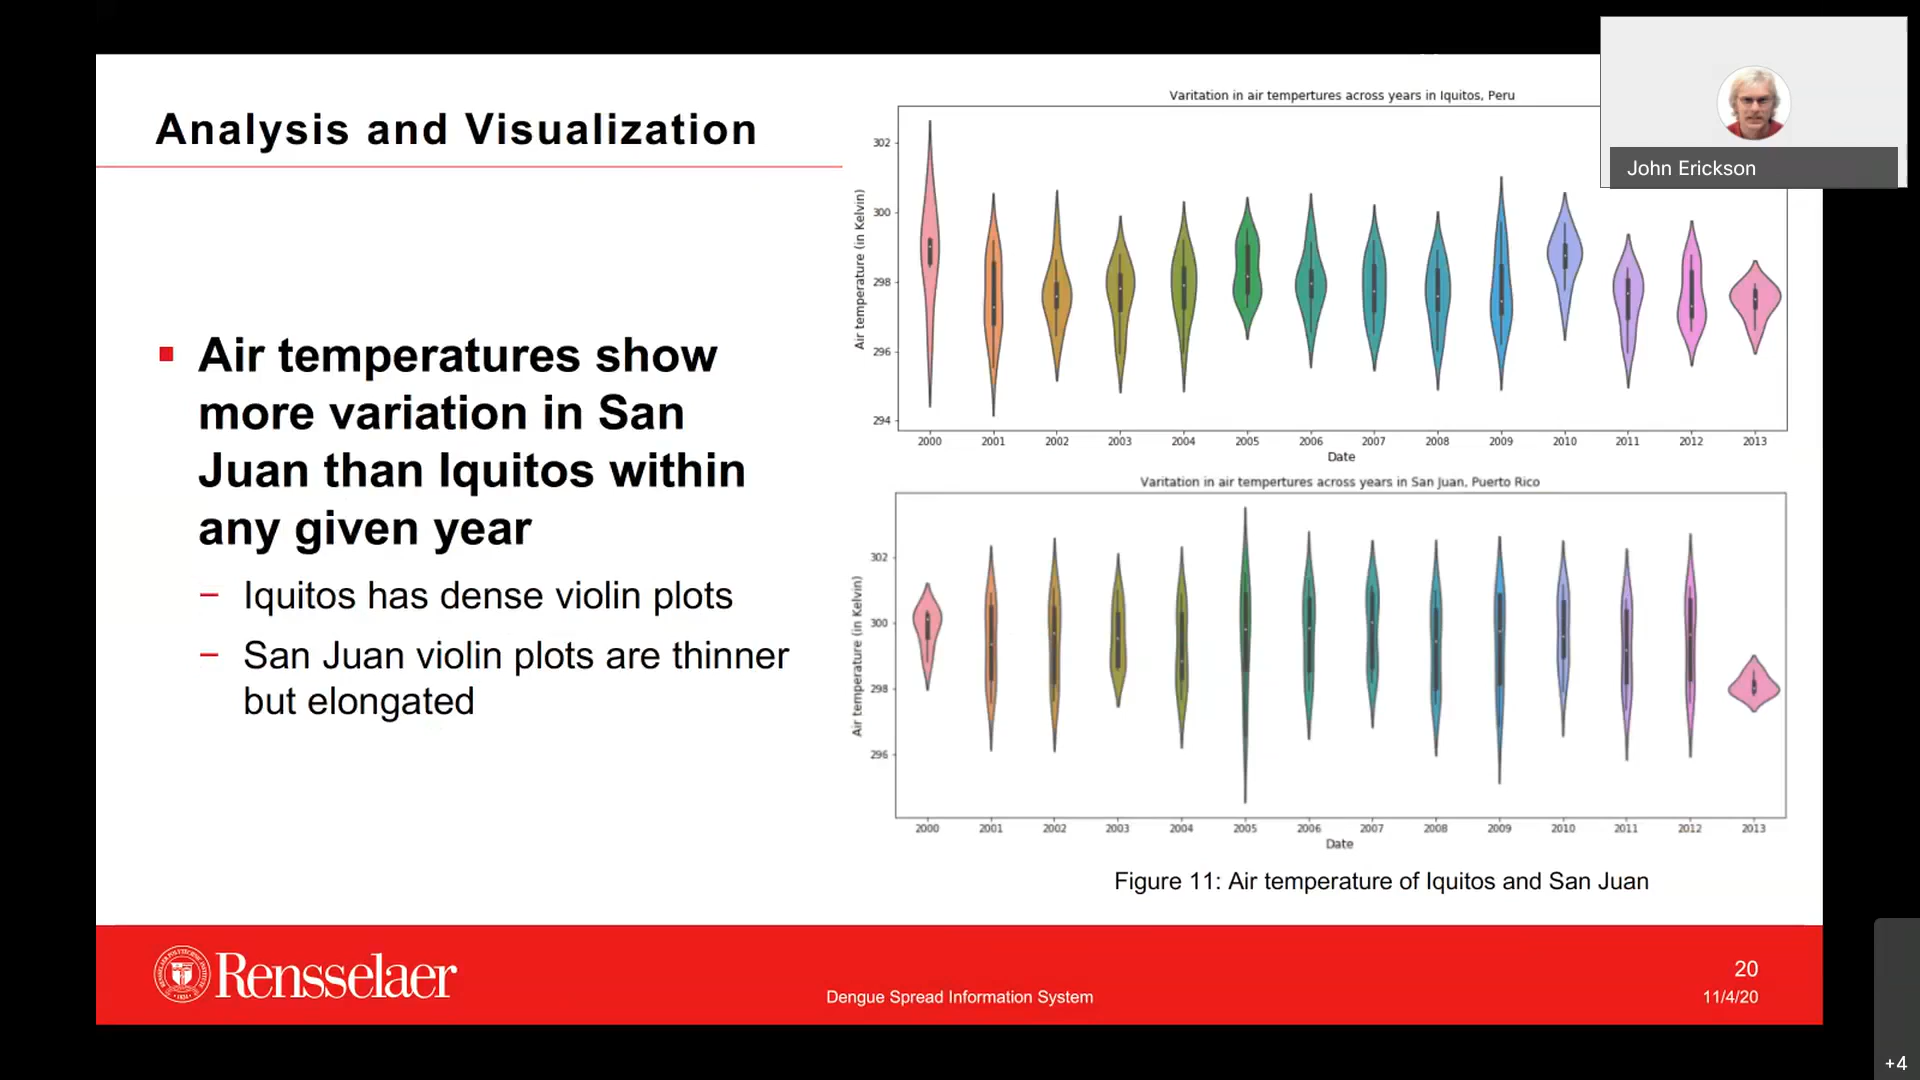 Analysis and Visualization
Air temperatures show
more variation in San
Juan than Iquitos within
any given year
– Iquitos has dense violin plots
– San Juan violin plots are thinner
but elongated
Varitation in air tempertures across years in Iquitos, Peru
Air temperature (in Kelvin)
302
300
298
296
294
2000 2001 2002 2003 2004 2005 2006 2007 2008 2009 2010 2011 2012 2013
Date
Varitation in air tempertures across years in San Juan, Puerto Rico
Air temperature (in Kelvin)
302
300
298
296
2000 2001 2002 2003 2004 2005 2006 2007 2008 2009 2010 2011 2012 2013
Date
Figure 11: Air temperature of Iquitos and San Juan
John Erickson
Rensselaer
Dengue Spread Information System
20
11/4/20
+4